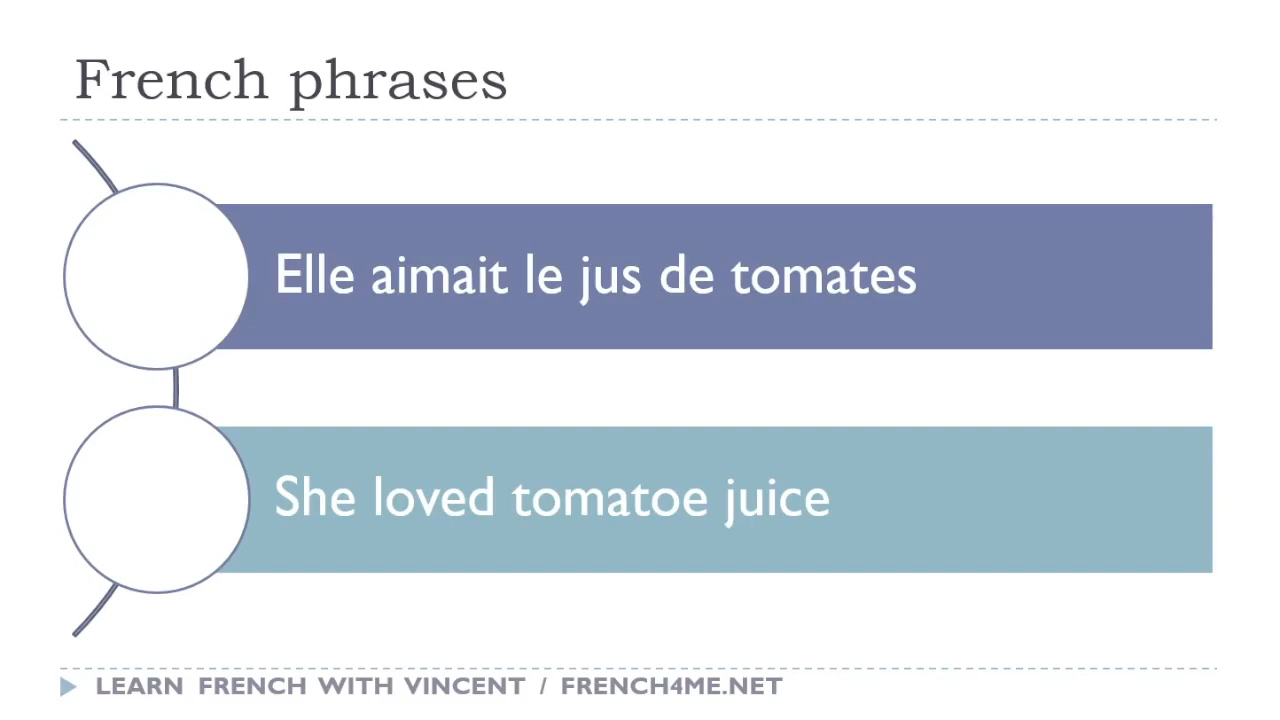 French phrases
Elle aimait le jus de tomates
She loved tomatoe juice
LEARN FRENCH WITH VINCENT / FRENCH4ME.NET